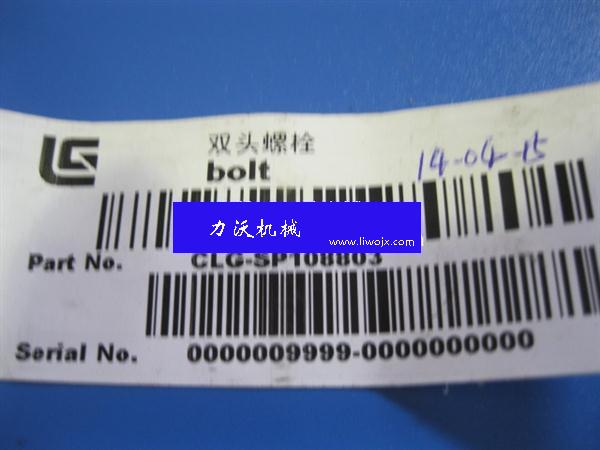 双头螺栓
bolt
14-04-15
力沃机械
www.liwojx.com
Part No. CLG-SP108803
Serial No. 0000009999-0000000000